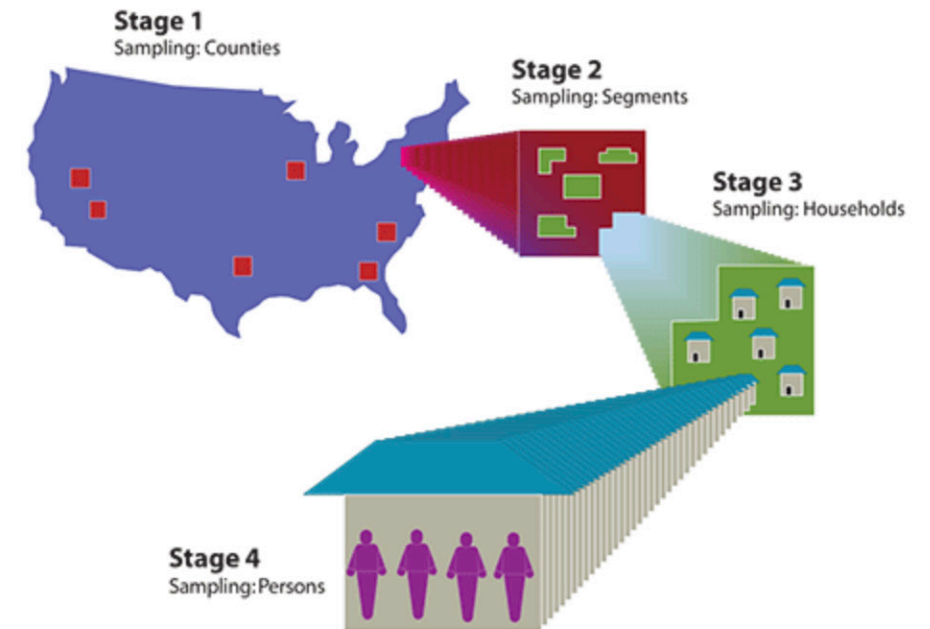 Stage 1
Sampling: Counties
Stage 2
Sampling: Segments
Stage 3
Sampling: Households
Stage 4
Sampling: Persons